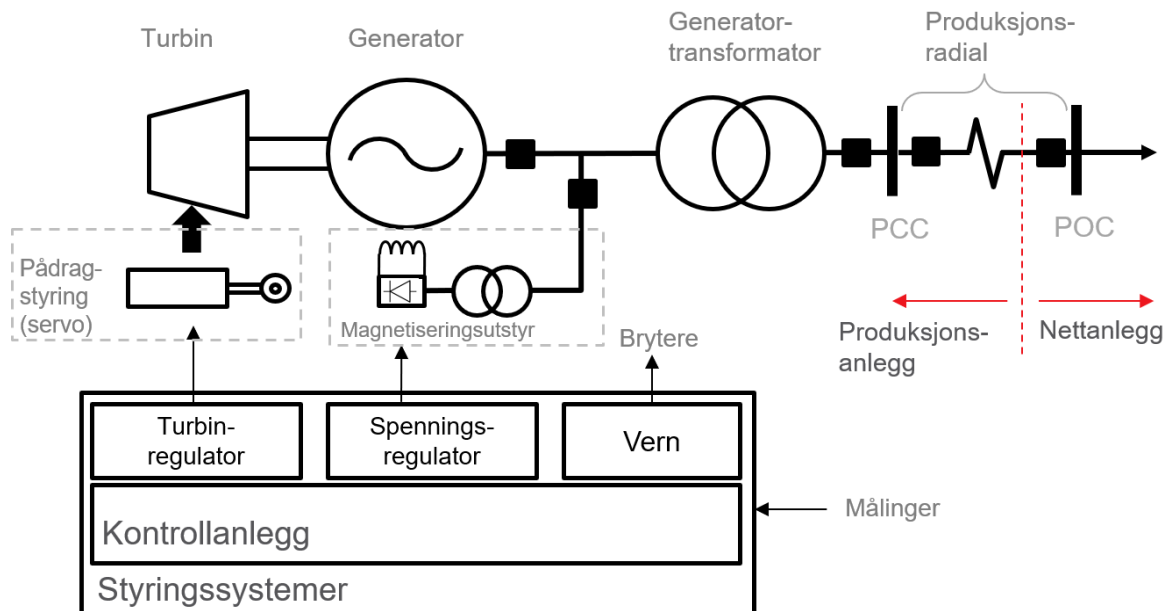 Turbin
Generator
Generator-
transformator
Produksjons-
radial
PCC
POC
Pådrag-
styring
(servo)
Magnetiseringsutstyr
Brytere
Produksjons-
anlegg
Nettanlegg
Turbin-
regulator
Spennings-
regulator
Vern
Målinger
Kontrollanlegg
Styringssystemer